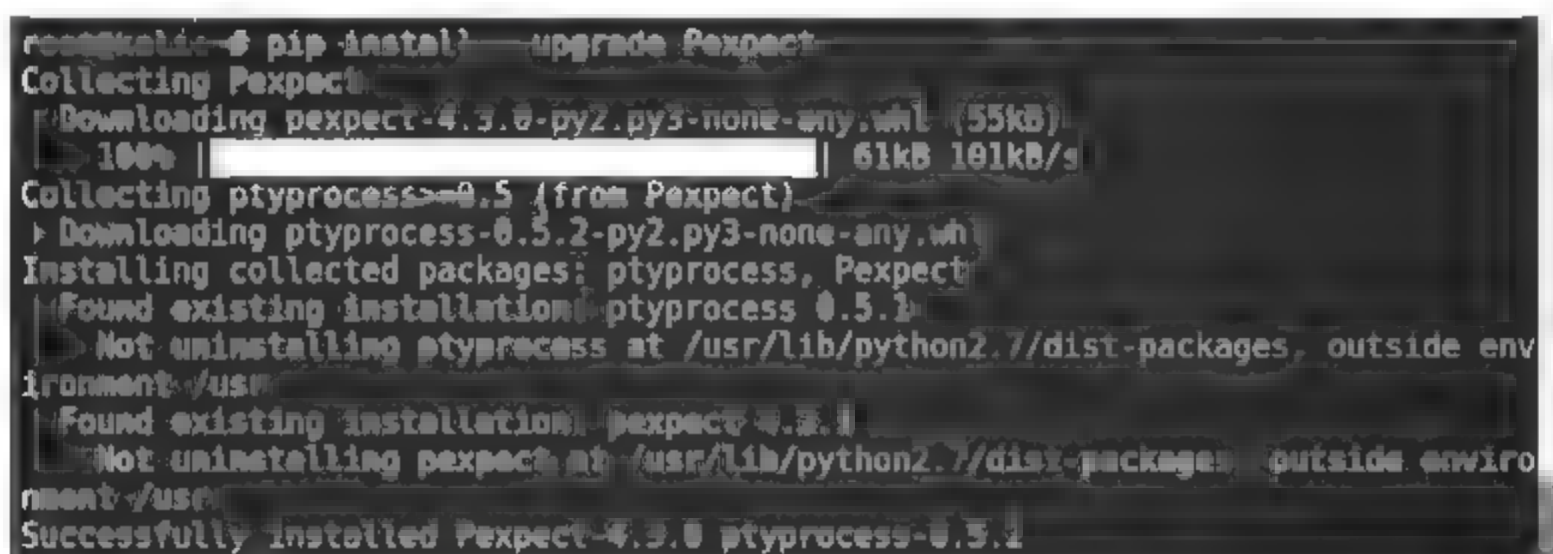 # pip install --upgrade Pexpect
Collecting Pexpect
Downloading pexpect-4.3.0-py2.py3-none-any.whl (55kB)
100% | | 61kB 101kB/s
Collecting ptyprocess>=0.5 (from Pexpect)
Downloading ptyprocess-0.5.2-py2.py3-none-any.whl
Installing collected packages: ptyprocess, Pexpect
Found existing installation: ptyprocess 0.5.1
Not uninstalling ptyprocess at /usr/lib/python2.7/dist-packages, outside env
ironment /usr
Found existing installation: pexpect
Not uninstalling pexpect at /usr/lib/python2.7/dist-packages, outside enviro
nment /usr
Successfully installed Pexpect-4.3.0